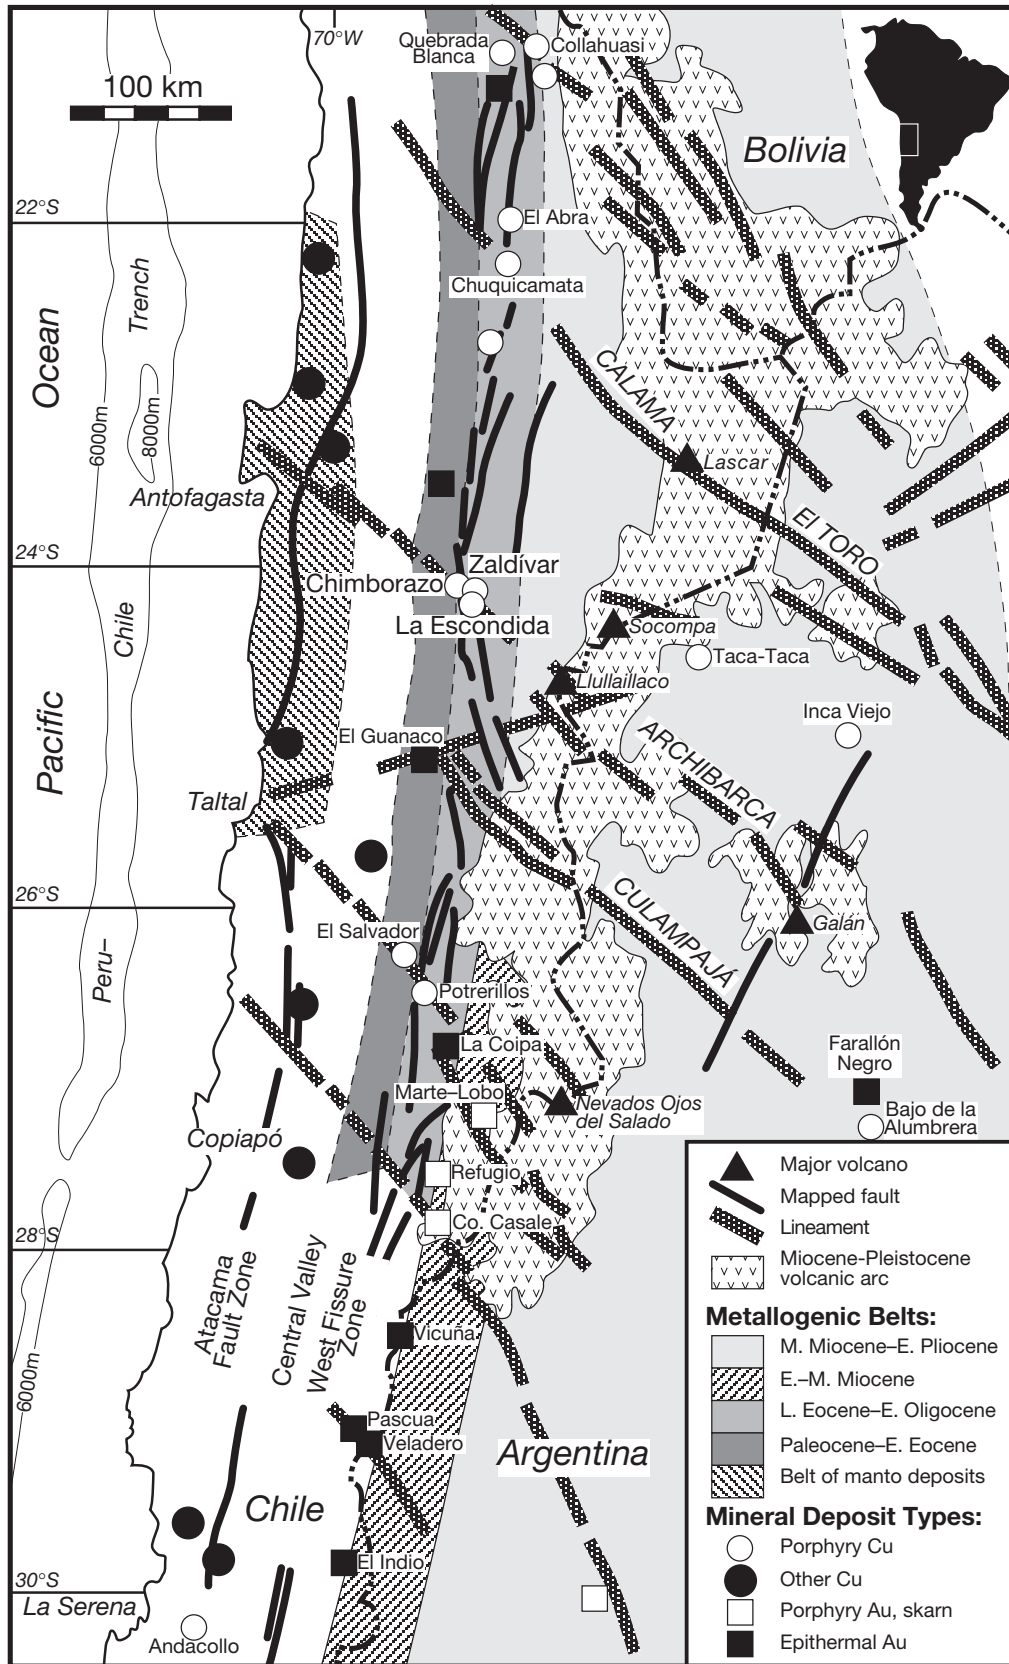 70°W
Quebrada
Blanca
Collahuasi
100 km
Bolivia
22°S
El Abra
Chuquicamata
Ocean
Trench
6000m
8000m
CALAMA
Lascar
Antofagasta
El TORO
24°S
Chimborazo
Zaldívar
La Escondida
Socompa
Taca-Taca
Chile
Llullaillaco
Inca Viejo
Pacific
El Guanaco
ARCHIBARCA
Taltal
26°S
CULAMPAJÁ
Galán
El Salvador
Peru–
Potrerillos
La Coipa
Farallón
Negro
Marte–Lobo
Nevados Ojos
del Salado
Bajo de la
Alumbrera
Copiapó
Refugio
28°S
Co. Casale
Atacama
Fault Zone
Central Valley
West Fissure
Zone
6000m
Vicuña
Pascua
Veladero
Argentina
Chile
El Indio
30°S
La Serena
Andacollo
Major volcano
Mapped fault
Lineament
Miocene-Pleistocene
volcanic arc
Metallogenic Belts:
M. Miocene–E. Pliocene
E.–M. Miocene
L. Eocene–E. Oligocene
Paleocene–E. Eocene
Belt of manto deposits
Mineral Deposit Types:
Porphyry Cu
Other Cu
Porphyry Au, skarn
Epithermal Au